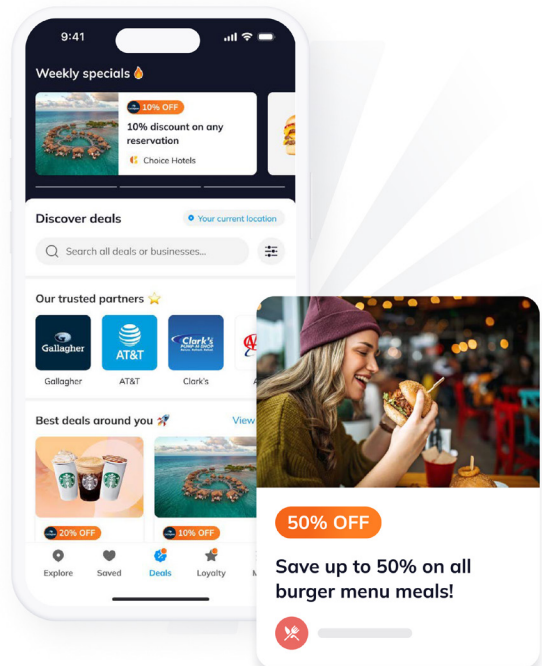 9:41
Weekly specials 🔥
10% OFF
10% discount on any
reservation
Choice Hotels
Discover deals
Your current location
Search all deals or businesses...
Our trusted partners ⭐
Gallagher
AT&T
Clark's
PUMP-N-SHOP
Gallagher
AT&T
Clark's
Best deals around you 🚀
View
20% OFF
10% OFF
Explore
Saved
Deals
Loyalty
50% OFF
Save up to 50% on all
burger menu meals!